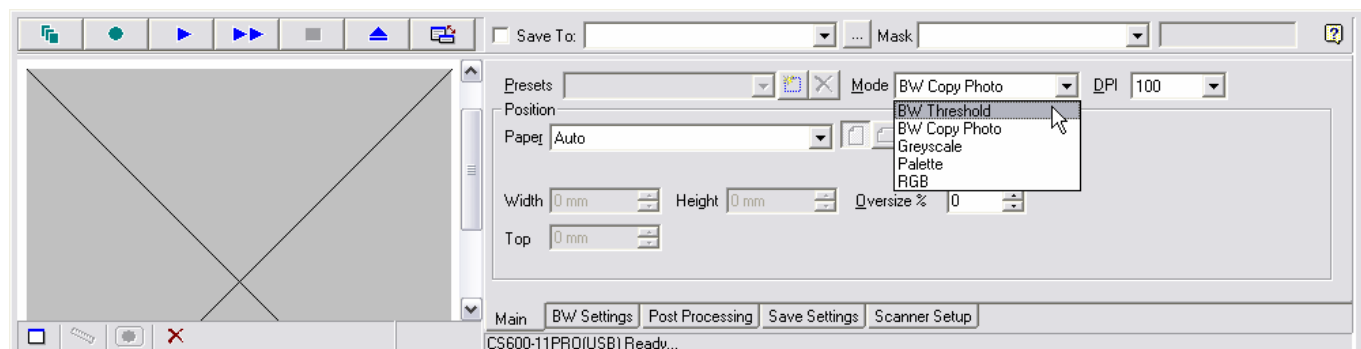 Save To: ... Mask
Presets Mode BW Copy Photo DPI 100
Position
Paper Auto
BW Threshold
BW Copy Photo
Greyscale
Palette
RGB
Width 0 mm Height 0 mm Oversize % 0
Top 0 mm
Main BW Settings Post Processing Save Settings Scanner Setup
CS600-11PRO(USB) Ready...